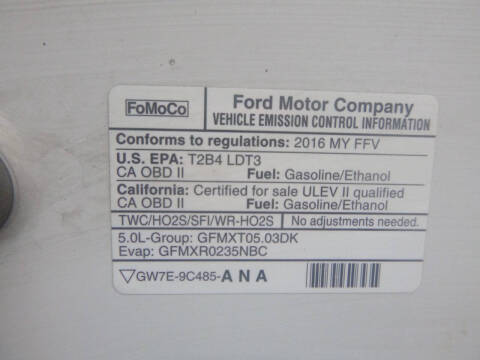 FoMoCo
Ford Motor Company
VEHICLE EMISSION CONTROL INFORMATION
Conforms to regulations: 2016 MY FFV
U.S. EPA: T2B4 LDT3
CA OBD II Fuel: Gasoline/Ethanol
California: Certified for sale ULEV II qualified
CA OBD II Fuel: Gasoline/Ethanol
TWC/HO2S/SFI/WR-HO2S No adjustments needed.
5.0L-Group: GFMXT05.03DK
Evap: GFMXR0235NBC
GW7E-9C485-ANA